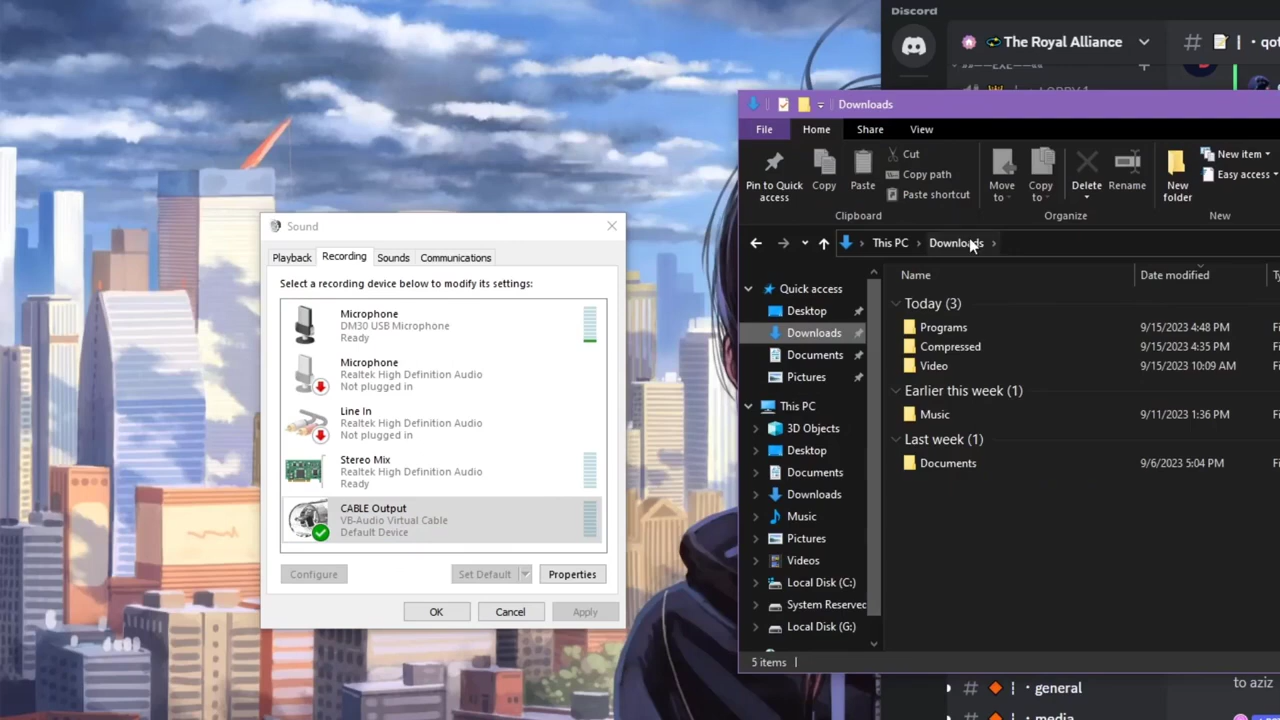 Discord
The Royal Alliance
# | • qot
Downloads
File
Home
Share
View
Pin to Quick
access
Copy
Paste
Cut
Copy path
Paste shortcut
Clipboard
Move
to
Copy
to
Delete
Rename
Organize
New
folder
New item
Easy access
New
This PC
Downloads
Name
Date modified
Quick access
Desktop
Downloads
Documents
Pictures
This PC
3D Objects
Desktop
Documents
Downloads
Music
Pictures
Videos
Local Disk (C:)
System Reserved
Local Disk (G:)
Today (3)
Programs 9/15/2023 4:48 PM
Compressed 9/15/2023 4:35 PM
Video 9/15/2023 10:09 AM
Earlier this week (1)
Music 9/11/2023 1:36 PM
Last week (1)
Documents 9/6/2023 5:04 PM
5 items
Sound
Playback
Recording
Sounds
Communications
Select a recording device below to modify its settings:
Microphone
DM30 USB Microphone
Ready
Microphone
Realtek High Definition Audio
Not plugged in
Line In
Realtek High Definition Audio
Not plugged in
Stereo Mix
Realtek High Definition Audio
Ready
CABLE Output
VB-Audio Virtual Cable
Default Device
Configure
Set Default
Properties
OK
Cancel
Apply
# ¦ • general
to aziz
# ¦ • media